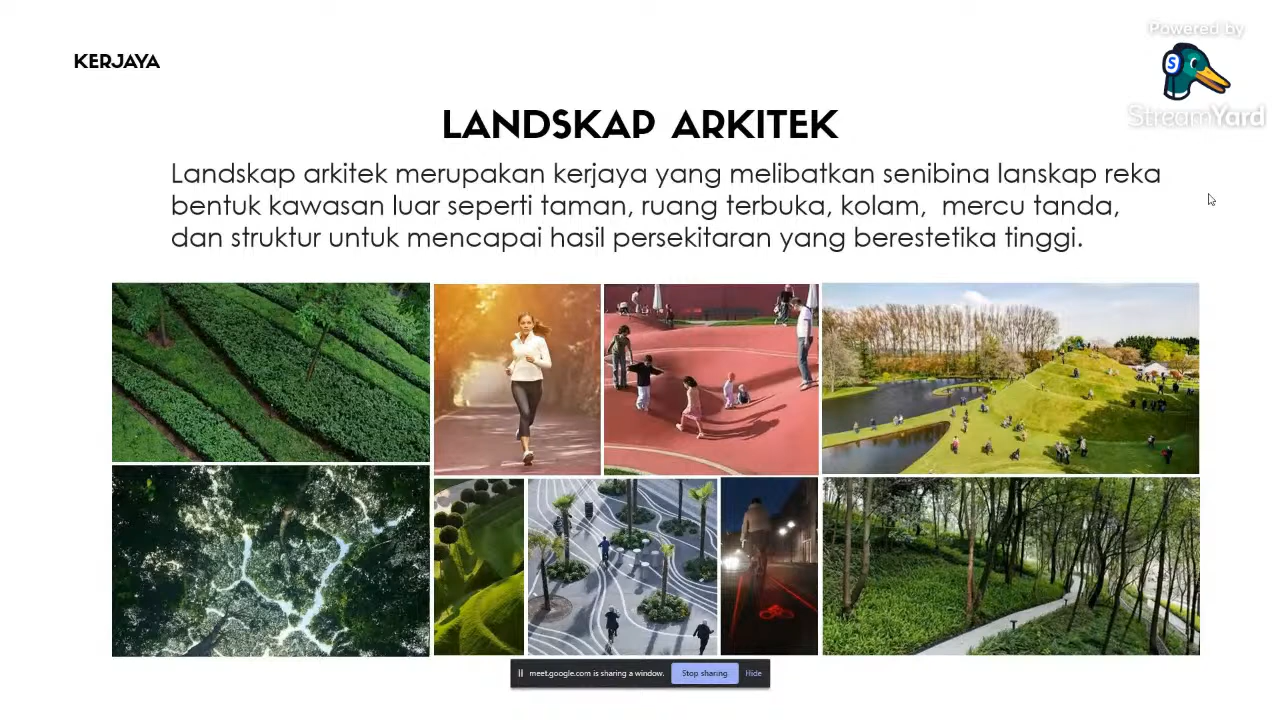 Powered by
KERJAYA
S
StreamYard
LANDSKAP ARKITEK
Landskap arkitek merupakan kerjaya yang melibatkan senibina lanskap reka
bentuk kawasan luar seperti taman, ruang terbuka, kolam,  mercu tanda,
dan struktur untuk mencapai hasil persekitaran yang berestetika tinggi.
meet.google.com is sharing a window. Stop sharing Hide